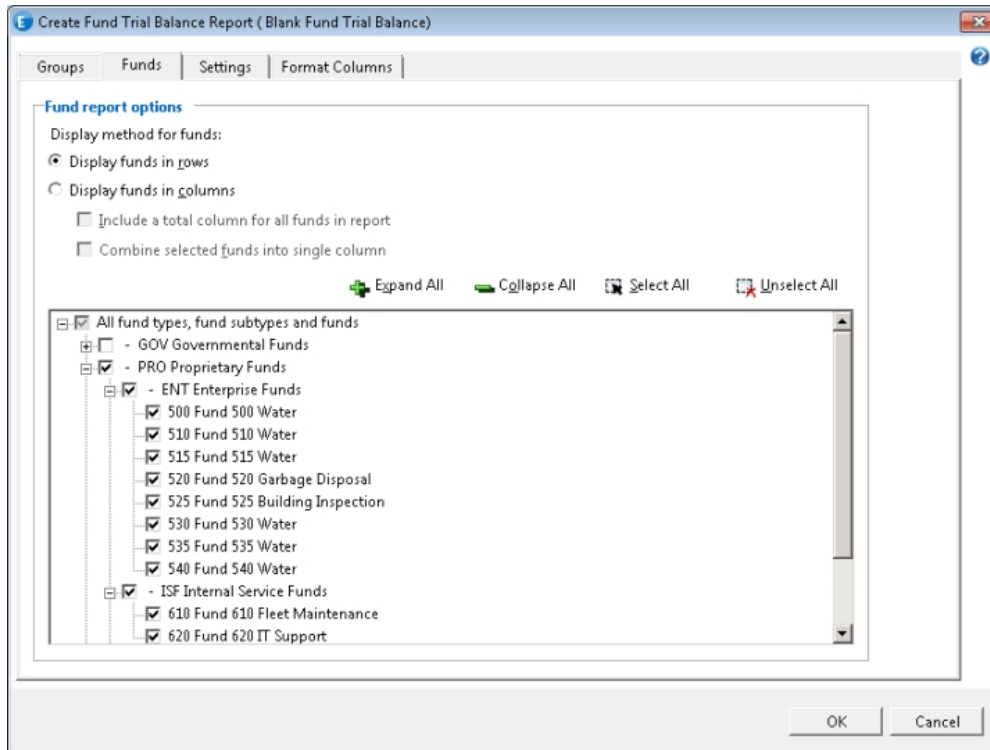 Create Fund Trial Balance Report ( Blank Fund Trial Balance)
Groups Funds Settings Format Columns
Fund report options
Display method for funds:
Display funds in rows
Display funds in columns
Include a total column for all funds in report
Combine selected funds into single column
Expand All Collapse All Select All Unselect All
All fund types, fund subtypes and funds
- GOV Governmental Funds
- PRO Proprietary Funds
- ENT Enterprise Funds
500 Fund 500 Water
510 Fund 510 Water
515 Fund 515 Water
520 Fund 520 Garbage Disposal
525 Fund 525 Building Inspection
530 Fund 530 Water
535 Fund 535 Water
540 Fund 540 Water
- ISF Internal Service Funds
610 Fund 610 Fleet Maintenance
620 Fund 620 IT Support
OK Cancel